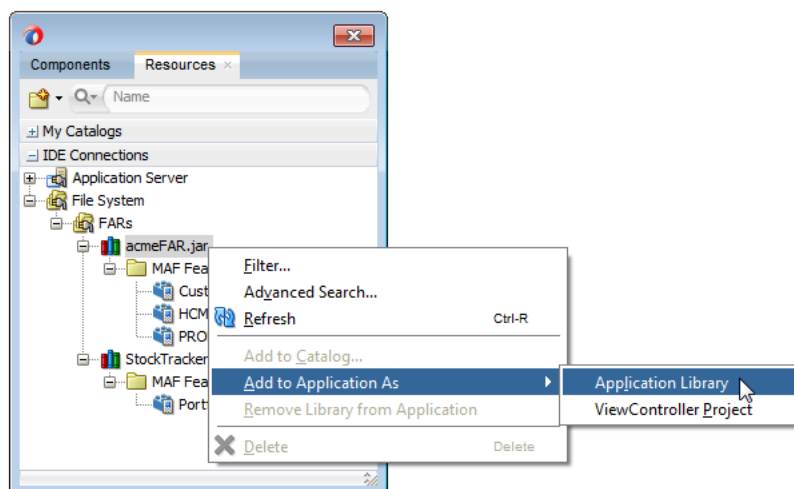 Components Resources ×
Name
My Catalogs
IDE Connections
Application Server
File System
FARs
acmeFAR.jar
MAF Fea
Cust
HCM
PRO
StockTracker
MAF Fea
Port
Filter...
Advanced Search...
Refresh Ctrl-R
Add to Catalog...
Add to Application As
Remove Library from Application
Delete Delete
Application Library
ViewController Project